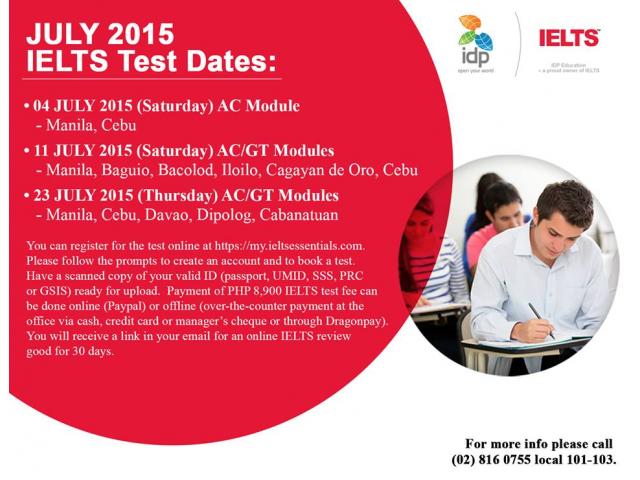 JULY 2015
IELTS Test Dates:
idp
open your world
IELTS™
IDP Education
- a proud owner of IELTS
• 04 JULY 2015 (Saturday) AC Module
- Manila, Cebu
• 11 JULY 2015 (Saturday) AC/GT Modules
- Manila, Baguio, Bacolod, Iloilo, Cagayan de Oro, Cebu
• 23 JULY 2015 (Thursday) AC/GT Modules
- Manila, Cebu, Davao, Dipolog, Cabanatuan
You can register for the test online at https://my.ieltsessentials.com.
Please follow the prompts to create an account and to book a test.
Have a scanned copy of your valid ID (passport, UMID, SSS, PRC
or GSIS) ready for upload.  Payment of PHP 8,900 IELTS test fee can
be done online (Paypal) or offline (over-the-counter payment at the
office via cash, credit card or manager's cheque or through Dragonpay).
You will receive a link in your email for an online IELTS review
good for 30 days.
For more info please call
(02) 816 0755 local 101-103.